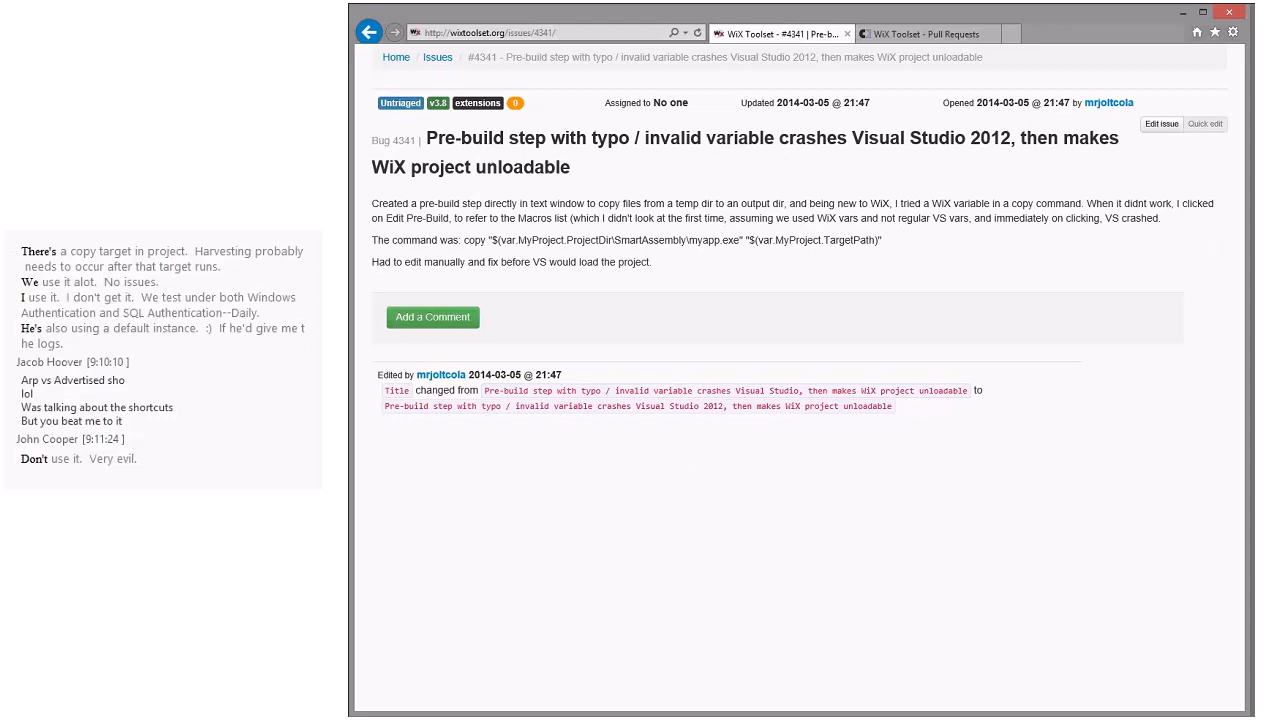 There's a copy target in project. Harvesting probably
needs to occur after that target runs.
We use it alot. No issues.
I use it. I don't get it. We test under both Windows
Authentication and SQL Authentication--Daily.
He's also using a default instance. :) If he'd give me t
he logs.
Jacob Hoover [9:10:10 ]
Arp vs Advertised sho
lol
Was talking about the shortcuts
But you beat me to it
John Cooper [9:11:24 ]
Don't use it. Very evil.
http://wixtoolset.org/issues/4341/
WiX Toolset - #4341 | Pre-b...
WiX Toolset - Pull Requests
Home / Issues / #4341 - Pre-build step with typo / invalid variable crashes Visual Studio 2012, then makes WiX project unloadable
Untriaged v3.8 extensions 0 Assigned to No one Updated 2014-03-05 @ 21:47 Opened 2014-03-05 @ 21:47 by mrjoltcola
Edit issue Quick edit
Bug 4341 | Pre-build step with typo / invalid variable crashes Visual Studio 2012, then makes
WiX project unloadable
Created a pre-build step directly in text window to copy files from a temp dir to an output dir, and being new to WiX, I tried a WiX variable in a copy command. When it didnt work, I clicked
on Edit Pre-Build, to refer to the Macros list (which I didn't look at the first time, assuming we used WiX vars and not regular VS vars, and immediately on clicking, VS crashed.
The command was: copy "$(var.MyProject.ProjectDir\SmartAssembly\myapp.exe" "$(var.MyProject.TargetPath)"
Had to edit manually and fix before VS would load the project.
Add a Comment
Edited by mrjoltcola 2014-03-05 @ 21:47
Title changed from Pre-build step with typo / invalid variable crashes Visual Studio, then makes WiX project unloadable to
Pre-build step with typo / invalid variable crashes Visual Studio 2012, then makes WiX project unloadable